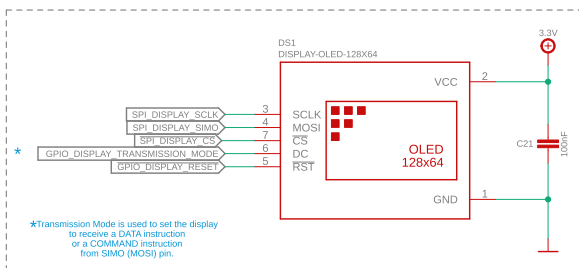 DS1
DISPLAY-OLED-128X64
3.3V
VCC 2
SPI_DISPLAY_SCLK 3 SCLK
SPI_DISPLAY_SIMO 4 MOSI
SPI_DISPLAY_CS 7 CS
* GPIO_DISPLAY_TRANSMISSION_MODE 6 DC
GPIO_DISPLAY_RESET 5 RST
OLED
128x64
C21
100nF
GND 1
*Transmission Mode is used to set the display
to receive a DATA instruction
or a COMMAND instruction
from SIMO (MOSI) pin.